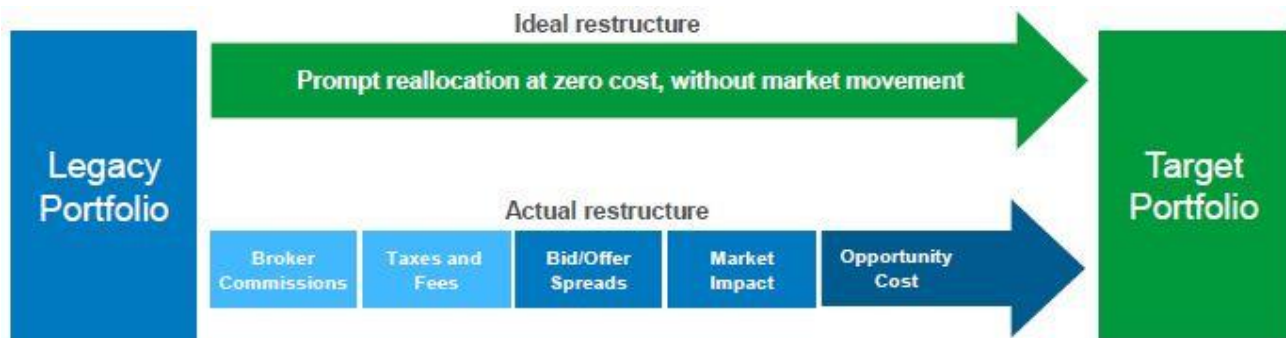 Ideal restructure
Prompt reallocation at zero cost, without market movement
Legacy
Portfolio
Target
Portfolio
Actual restructure
Broker
Commissions
Taxes and
Fees
Bid/Offer
Spreads
Market
Impact
Opportunity
Cost